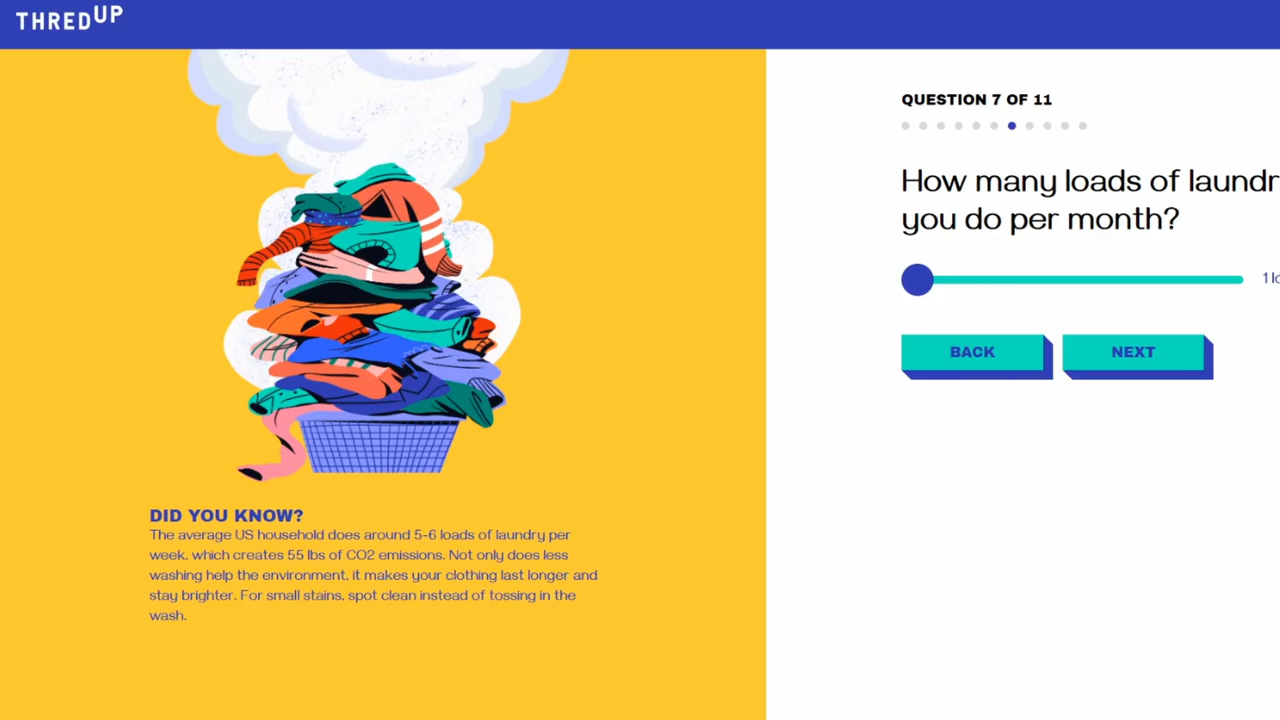 THREDUP
QUESTION 7 OF 11
How many loads of laundr
you do per month?
1 lo
BACK
NEXT
DID YOU KNOW?
The average US household does around 5-6 loads of laundry per
week, which creates 55 lbs of CO2 emissions. Not only does less
washing help the environment, it makes your clothing last longer and
stay brighter. For small stains, spot clean instead of tossing in the
wash.